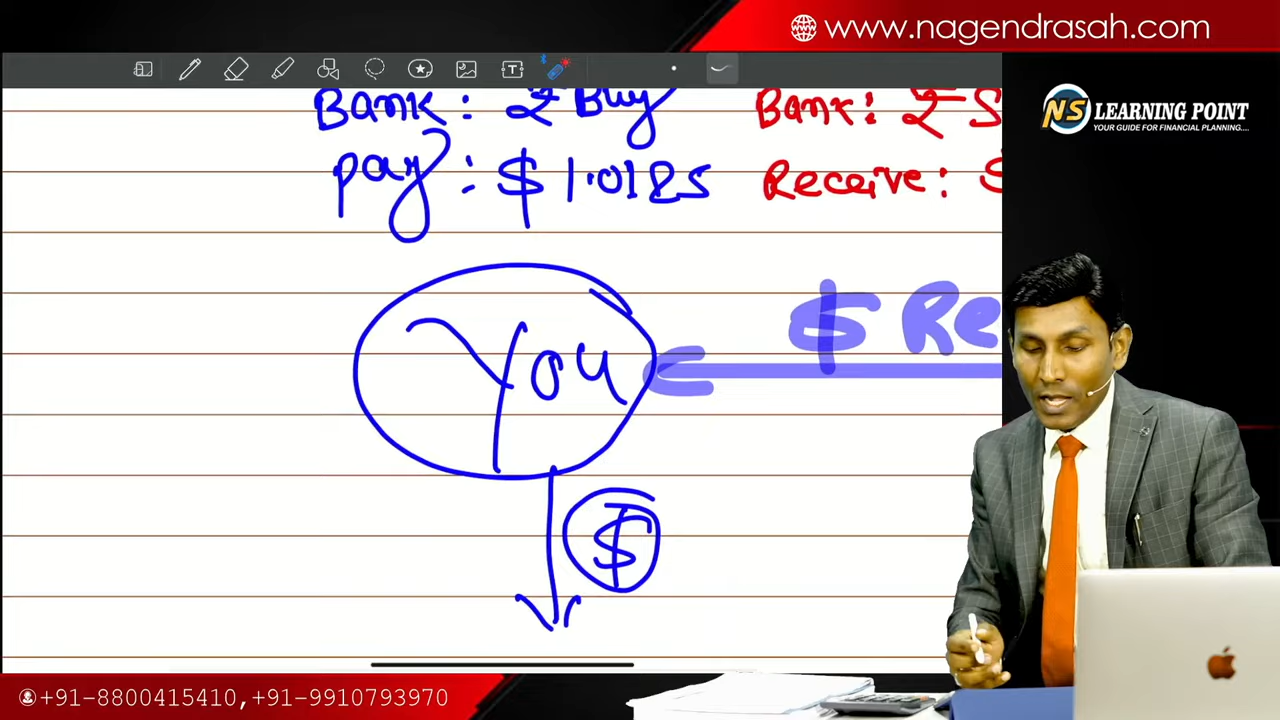 www.nagendrasah.com
NS LEARNING POINT
YOUR GUIDE FOR FINANCIAL PLANNING....
Bank: ₹ Buy
Bank: ₹ S
pay: $ 1.0125
Receive: $
You
$ Re
$
+91-8800415410,+91-9910793970